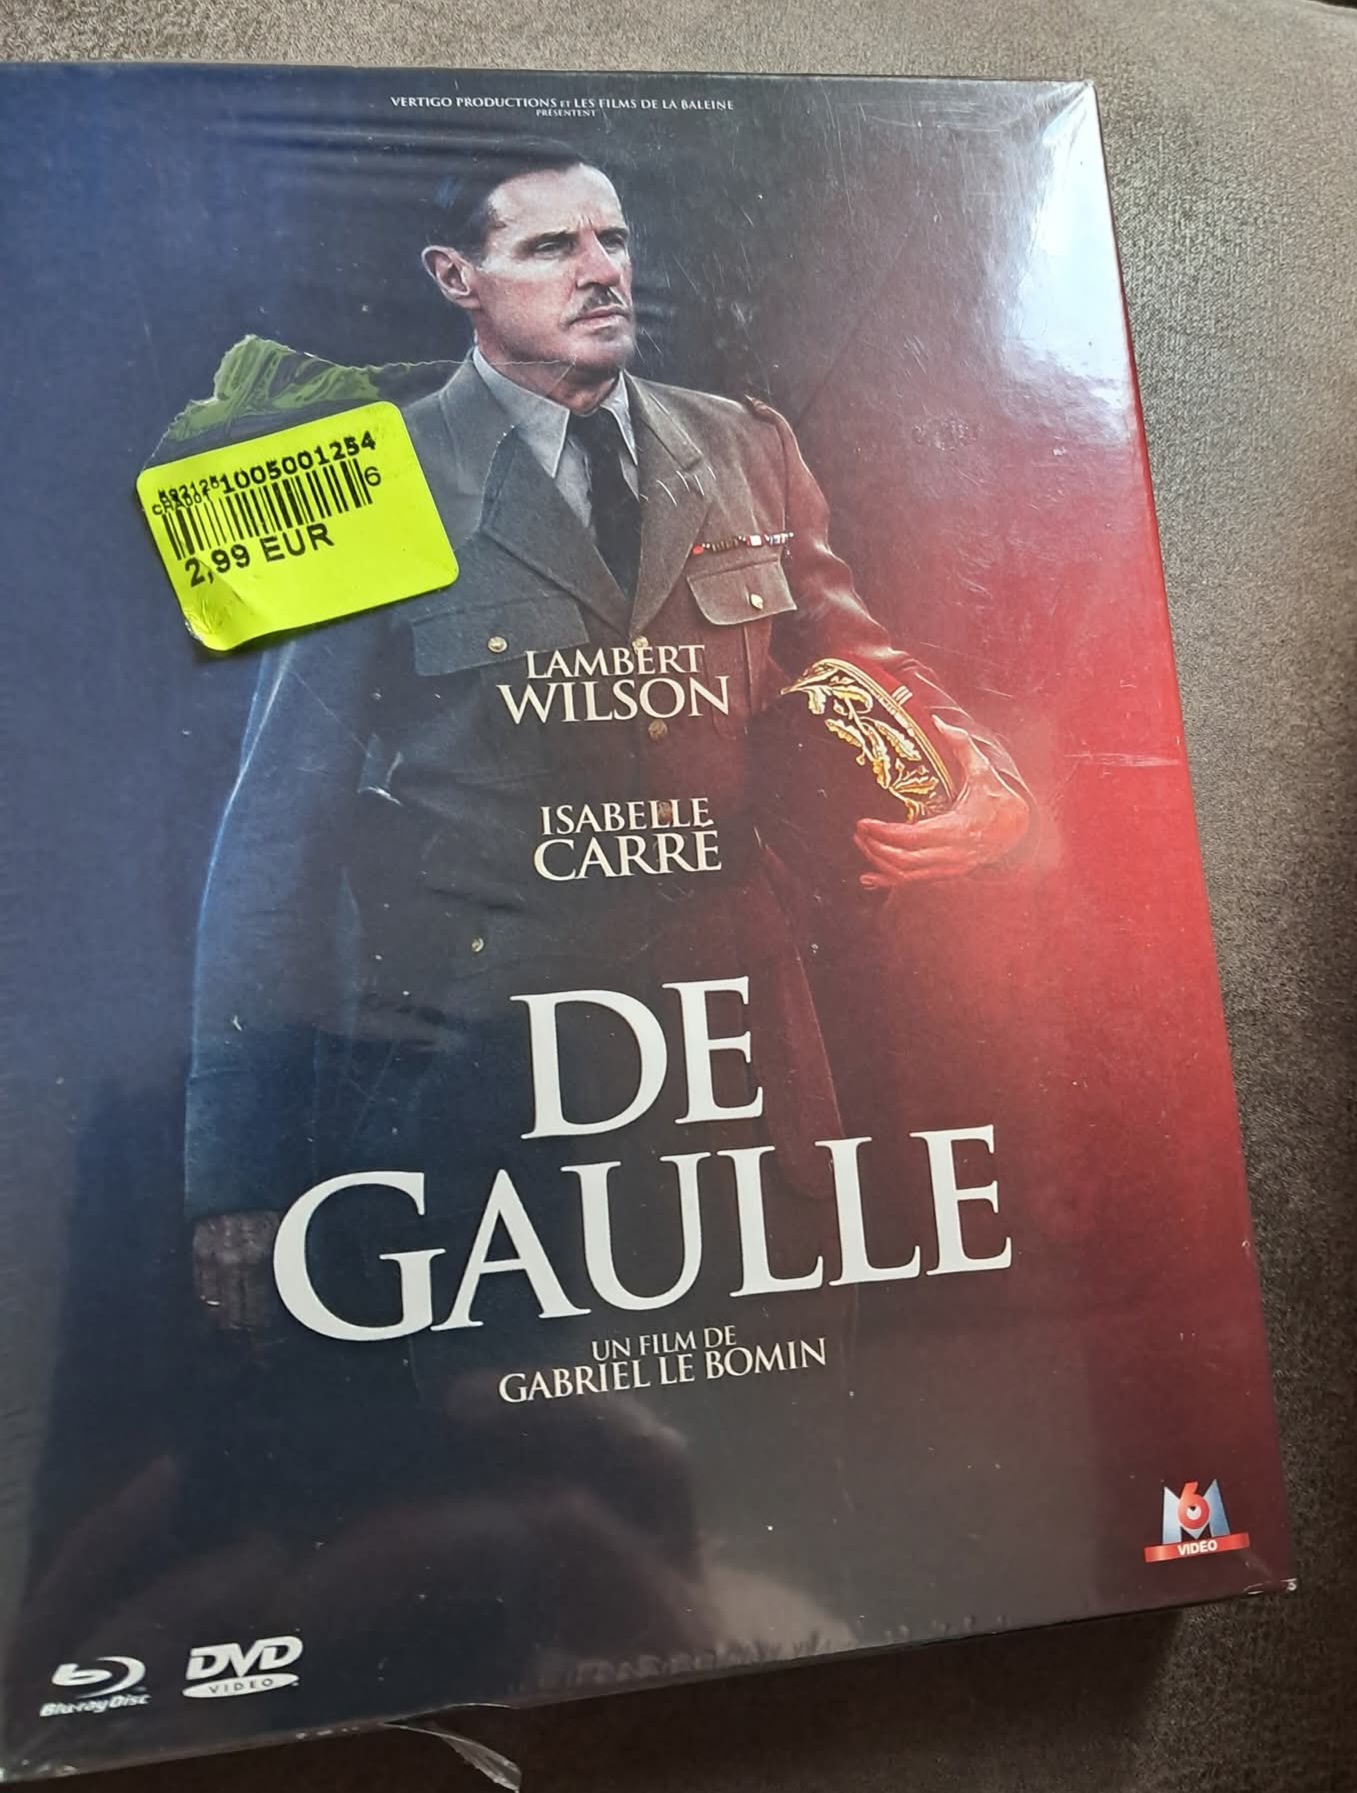 VERTIGO PRODUCTIONS ET LES FILMS DE LA BALEINE
PRÉSENTENT
1005001254
6
2,99 EUR
LAMBERT
WILSON
ISABELLE
CARRÉ
DE
GAULLE
UN FILM DE
GABRIEL LE BOMIN
M6
VIDEO
Blu-ray Disc
DVD
VIDEO